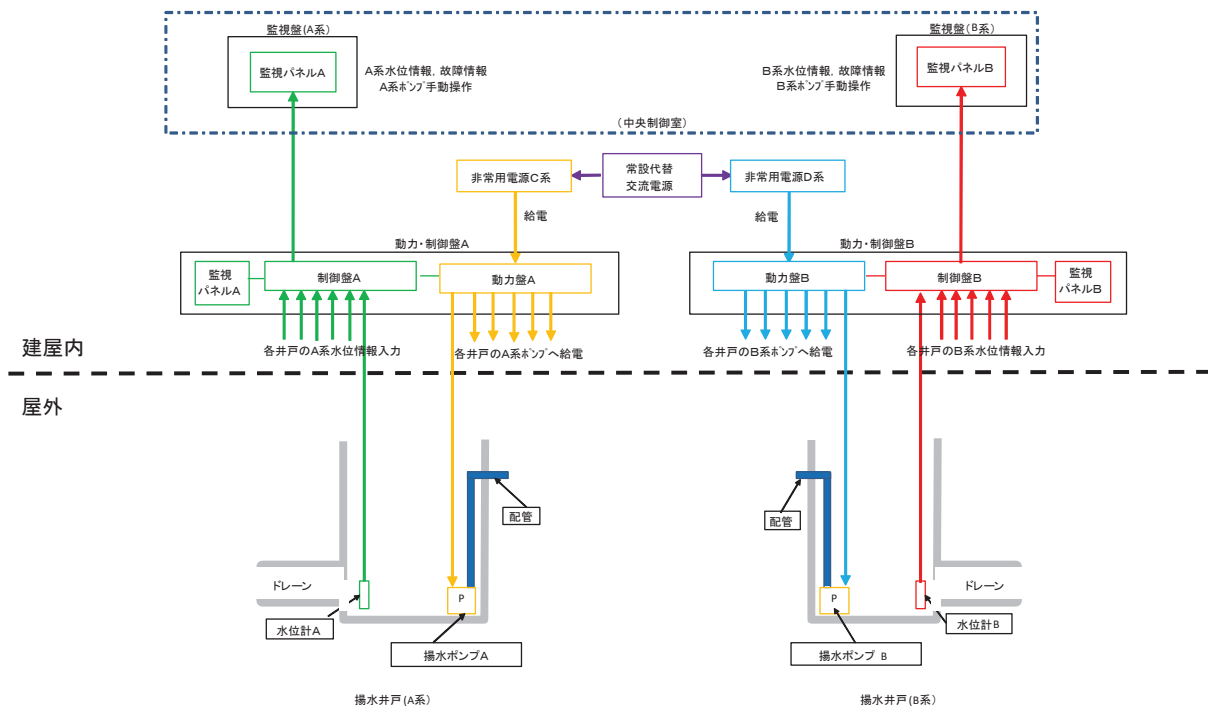 監視盤(A系)
監視盤(B系)
監視パネルA
A系水位情報, 故障情報
A系ポンプ手動操作
B系水位情報, 故障情報
B系ポンプ手動操作
監視パネルB
(中央制御室)
非常用電源C系
常設代替
交流電源
非常用電源D系
給電
給電
動力・制御盤A
動力・制御盤B
監視
パネルA
制御盤A
動力盤A
動力盤B
制御盤B
監視
パネルB
各井戸のA系水位情報入力
各井戸のA系ポンプへ給電
各井戸のB系ポンプへ給電
各井戸のB系水位情報入力
建屋内
屋外
配管
配管
ドレーン
P
P
ドレーン
水位計A
水位計B
揚水ポンプA
揚水ポンプ B
揚水井戸(A系)
揚水井戸(B系)